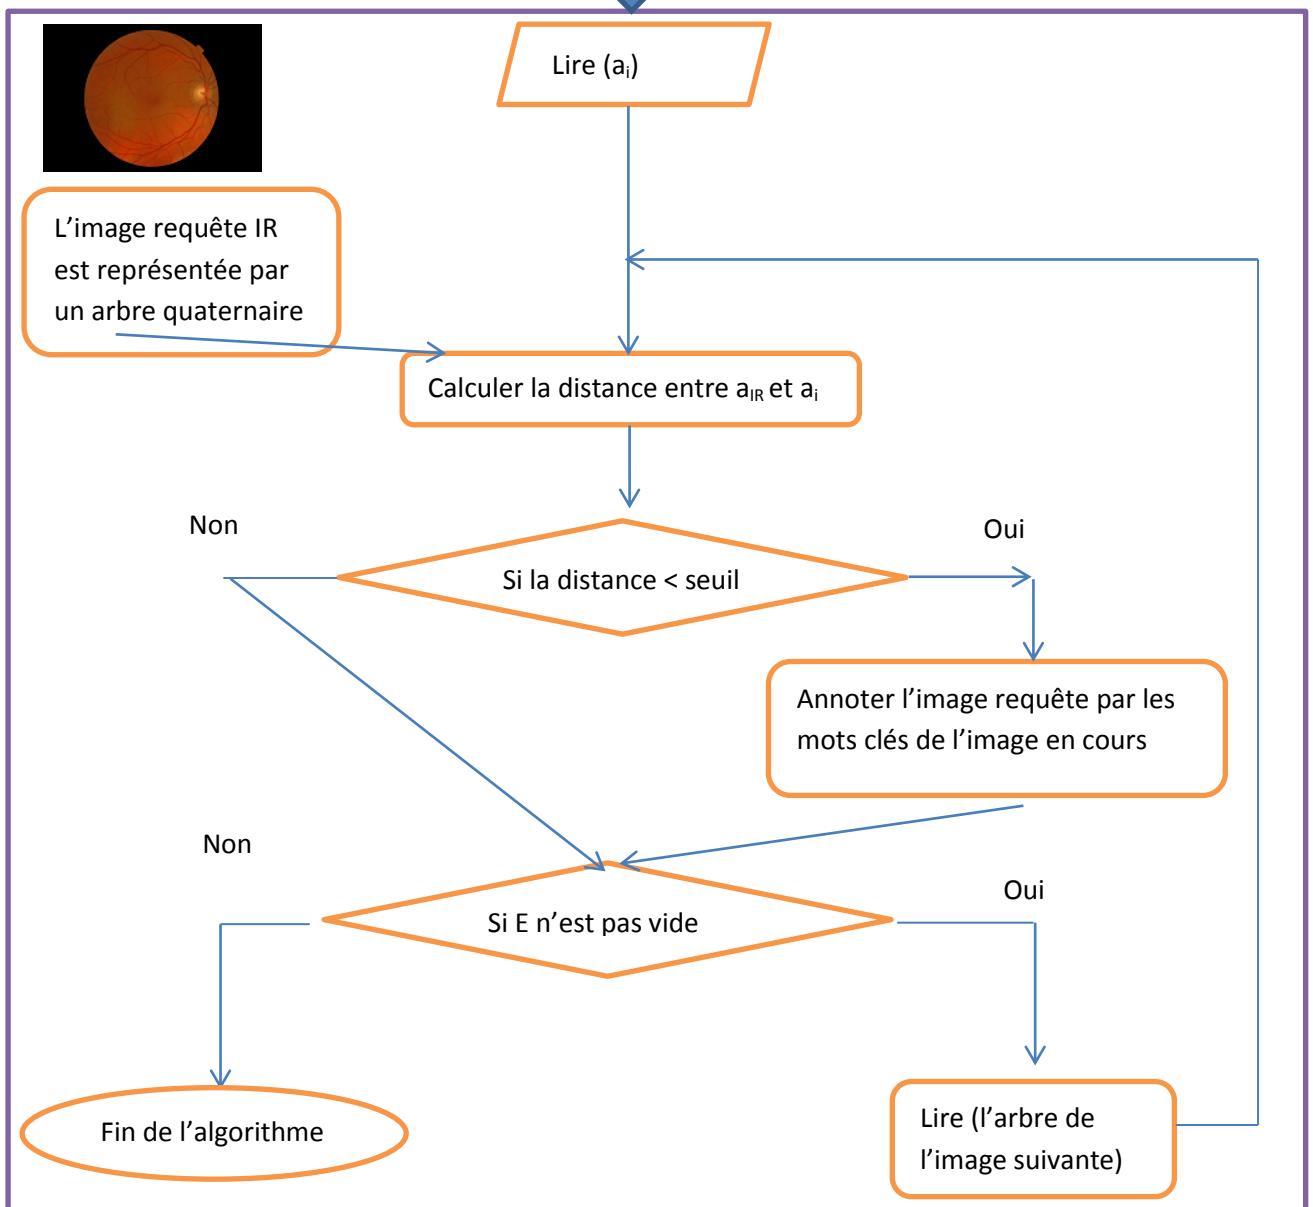 Lire (aᵢ)
L’image requête IR
est représentée par
un arbre quaternaire
Calculer la distance entre a_IR et aᵢ
Non
Oui
Si la distance < seuil
Annoter l’image requête par les
mots clés de l’image en cours
Non
Oui
Si E n’est pas vide
Fin de l’algorithme
Lire (l’arbre de
l’image suivante)